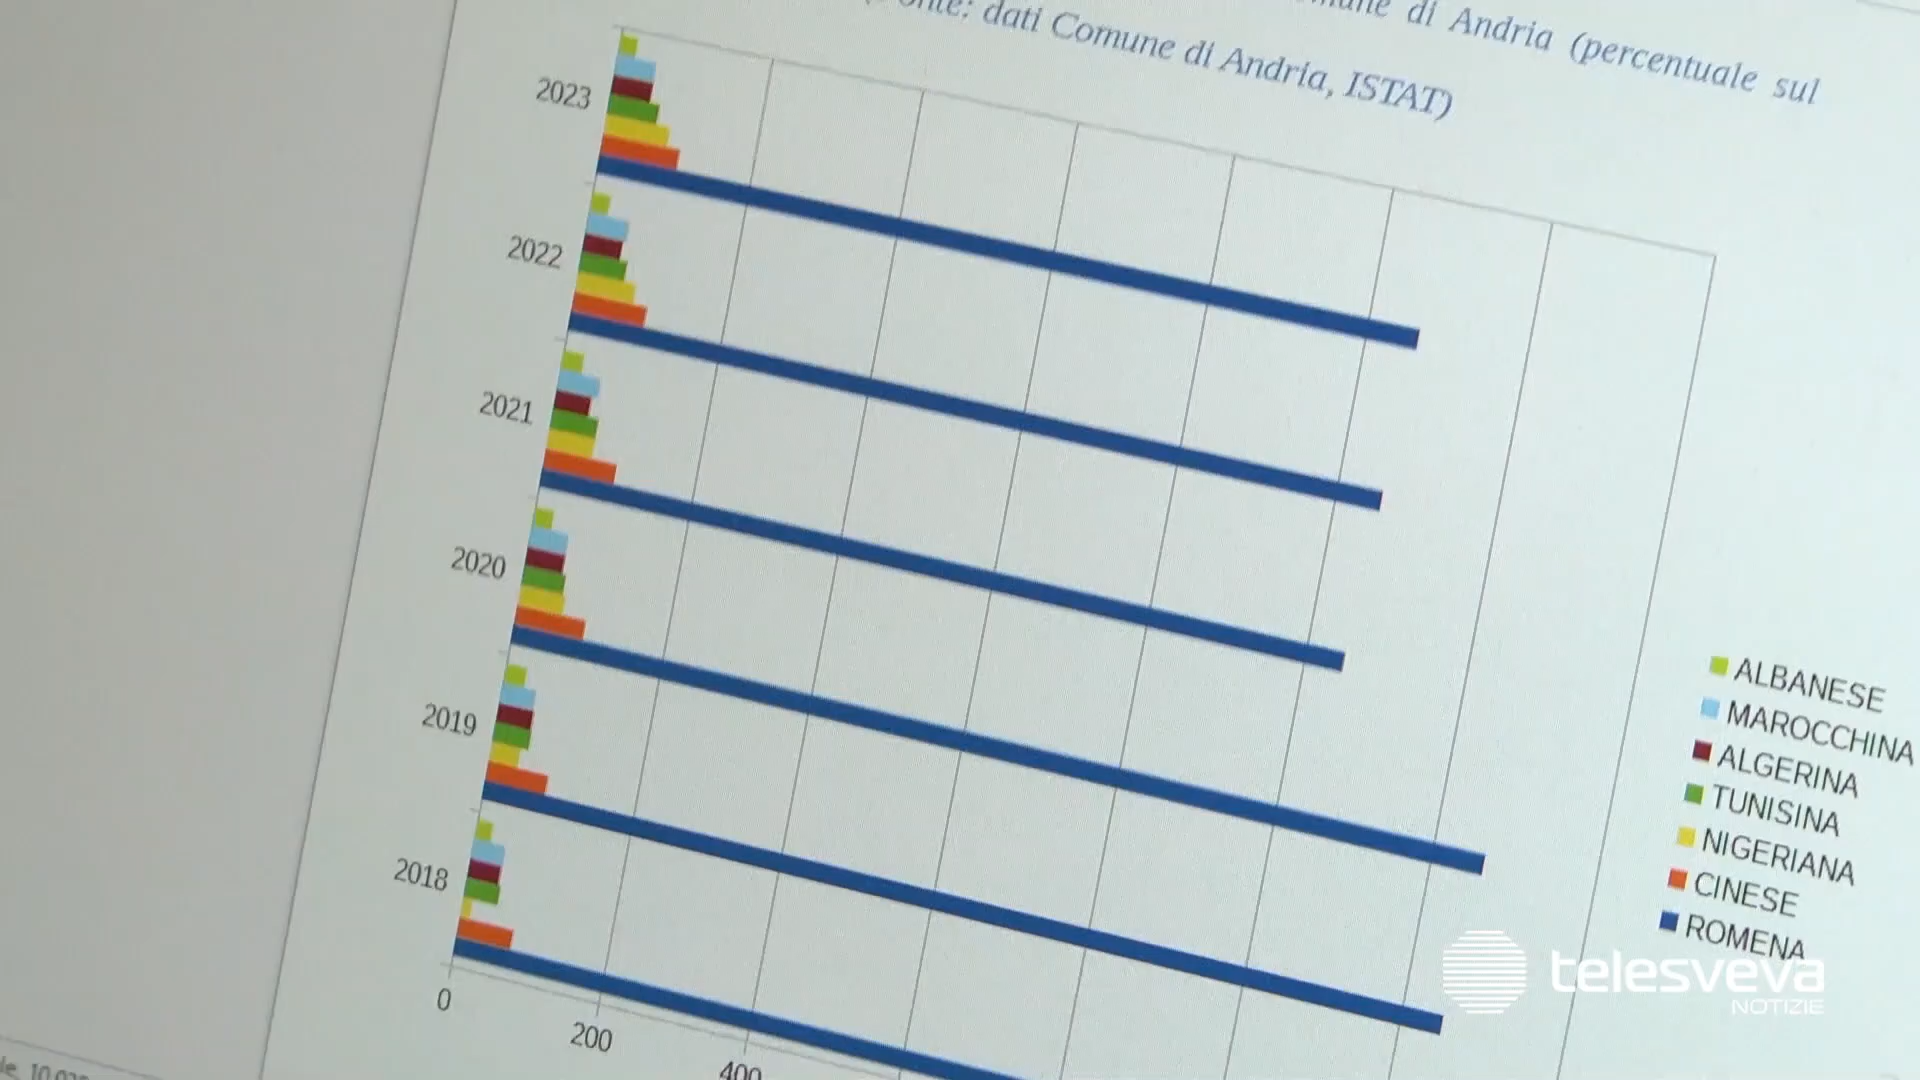 di Andria (percentuale sul
dati Comune di Andria, ISTAT)
2023
2022
2021
2020
2019
2018
0
200
400
ALBANESE
MAROCCHINA
ALGERINA
TUNISINA
NIGERIANA
CINESE
ROMENA
telesveva
NOTIZIE